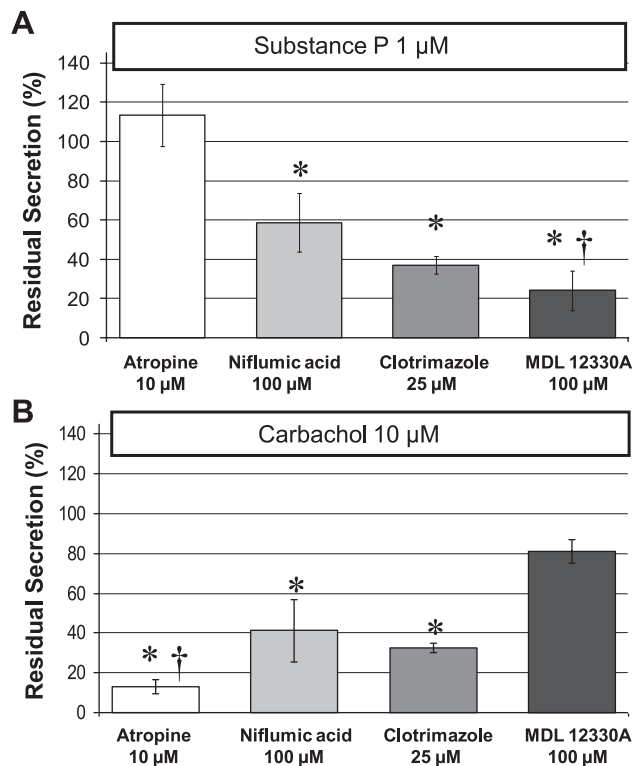 A
Substance P 1 µM
Residual Secretion (%)
140
120
100
80
60
40
20
0
*
*
* †
Atropine Niflumic acid Clotrimazole MDL 12330A
10 µM 100 µM 25 µM 100 µM
B
Carbachol 10 µM
Residual Secretion (%)
140
120
100
80
60
40
20
0
* †
*
*
Atropine Niflumic acid Clotrimazole MDL 12330A
10 µM 100 µM 25 µM 100 µM